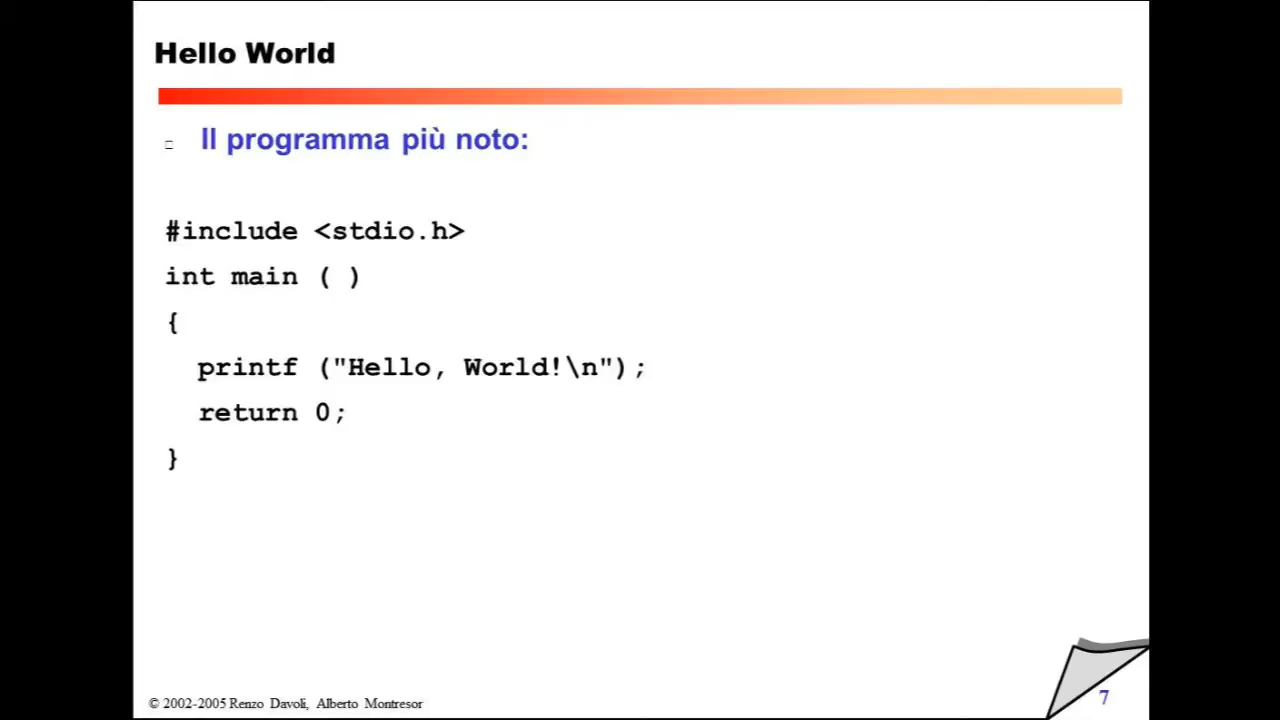 Hello World
Il programma più noto:
#include <stdio.h>
int main ( )
{
printf ("Hello, World!\n");
return 0;
}
© 2002-2005 Renzo Davoli, Alberto Montresor
7